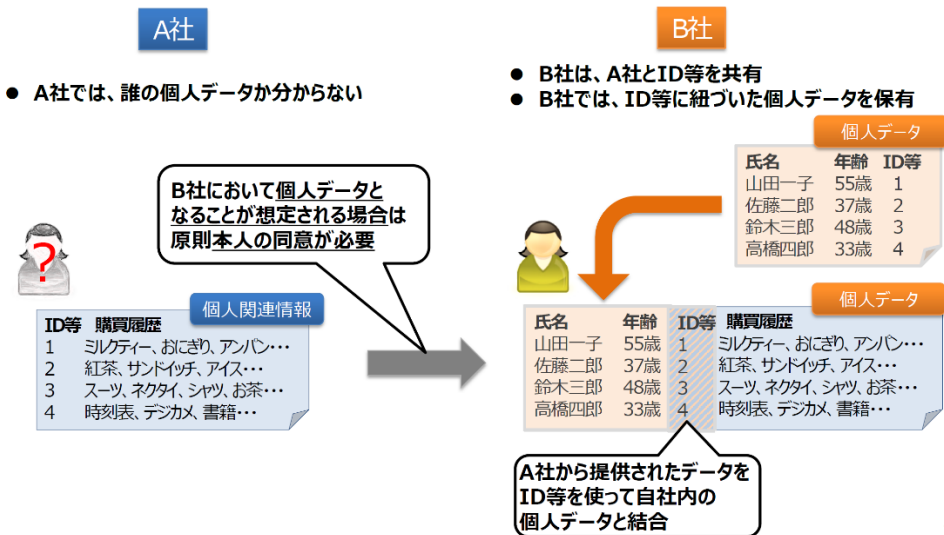 A社
● A社では、誰の個人データか分からない
B社
● B社は、A社とID等を共有
● B社では、ID等に紐づいた個人データを保有
個人データ
氏名 年齢 ID等
山田一子 55歳 1
佐藤二郎 37歳 2
鈴木三郎 48歳 3
高橋四郎 33歳 4
B社において個人データと
なることが想定される場合は
原則本人の同意が必要
?
個人関連情報
ID等 購買履歴
1 ミルクティー、おにぎり、アンパン・・・
2 紅茶、サンドイッチ、アイス・・・
3 スーツ、ネクタイ、シャツ、お茶・・・
4 時刻表、デジカメ、書籍・・・
個人データ
氏名 年齢 ID等 購買履歴
山田一子 55歳 1 ミルクティー、おにぎり、アンパン・・・
佐藤二郎 37歳 2 紅茶、サンドイッチ、アイス・・・
鈴木三郎 48歳 3 スーツ、ネクタイ、シャツ、お茶・・・
高橋四郎 33歳 4 時刻表、デジカメ、書籍・・・
A社から提供されたデータを
ID等を使って自社内の
個人データと結合